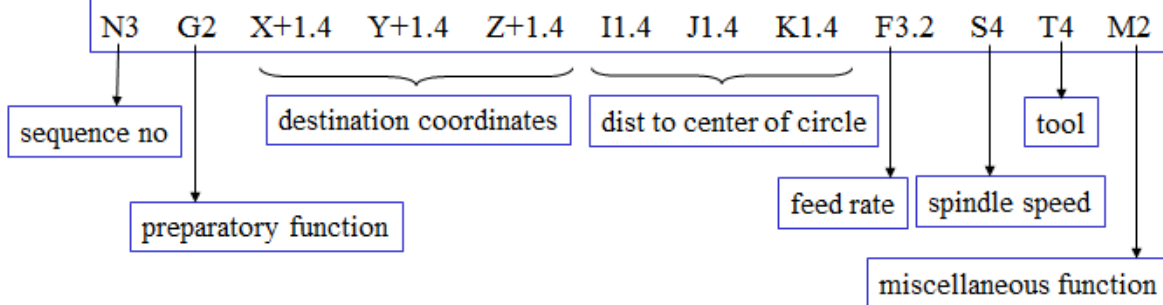 N3 G2 X+1.4 Y+1.4 Z+1.4 I1.4 J1.4 K1.4 F3.2 S4 T4 M2
sequence no
destination coordinates
dist to center of circle
tool
preparatory function
feed rate
spindle speed
miscellaneous function